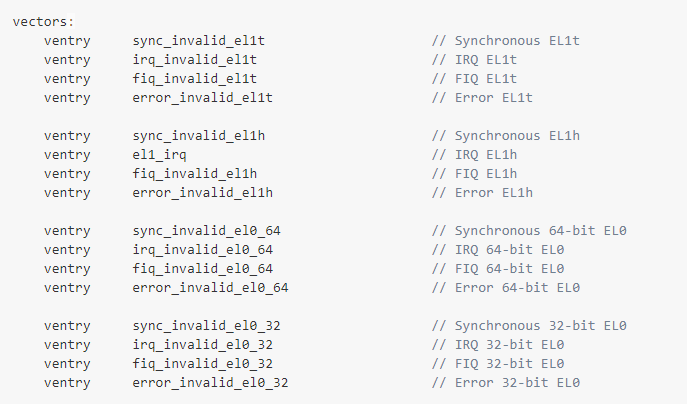 vectors:
    ventry     sync_invalid_el1t                   // Synchronous EL1t
    ventry     irq_invalid_el1t                    // IRQ EL1t
    ventry     fiq_invalid_el1t                    // FIQ EL1t
    ventry     error_invalid_el1t                  // Error EL1t

    ventry     sync_invalid_el1h                   // Synchronous EL1h
    ventry     el1_irq                             // IRQ EL1h
    ventry     fiq_invalid_el1h                    // FIQ EL1h
    ventry     error_invalid_el1h                  // Error EL1h

    ventry     sync_invalid_el0_64                 // Synchronous 64-bit EL0
    ventry     irq_invalid_el0_64                  // IRQ 64-bit EL0
    ventry     fiq_invalid_el0_64                  // FIQ 64-bit EL0
    ventry     error_invalid_el0_64                // Error 64-bit EL0

    ventry     sync_invalid_el0_32                 // Synchronous 32-bit EL0
    ventry     irq_invalid_el0_32                  // IRQ 32-bit EL0
    ventry     fiq_invalid_el0_32                  // FIQ 32-bit EL0
    ventry     error_invalid_el0_32                // Error 32-bit EL0